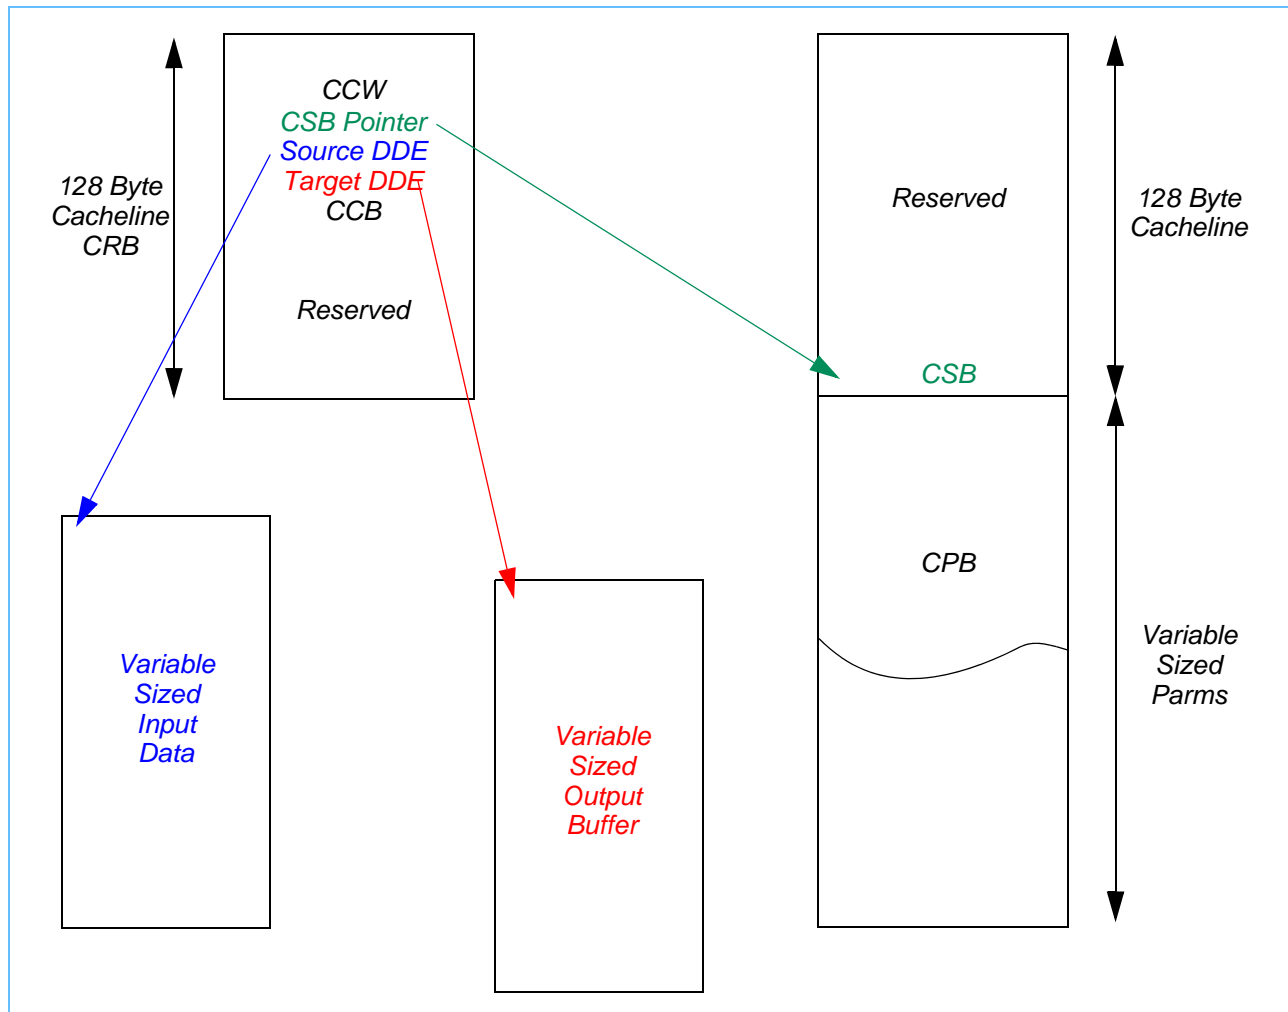 CCW
CSB Pointer
Source DDE
Target DDE
CCB
Reserved
128 Byte
Cacheline
CRB
Reserved
CSB
128 Byte
Cacheline
CPB
Variable
Sized
Parms
Variable
Sized
Input
Data
Variable
Sized
Output
Buffer